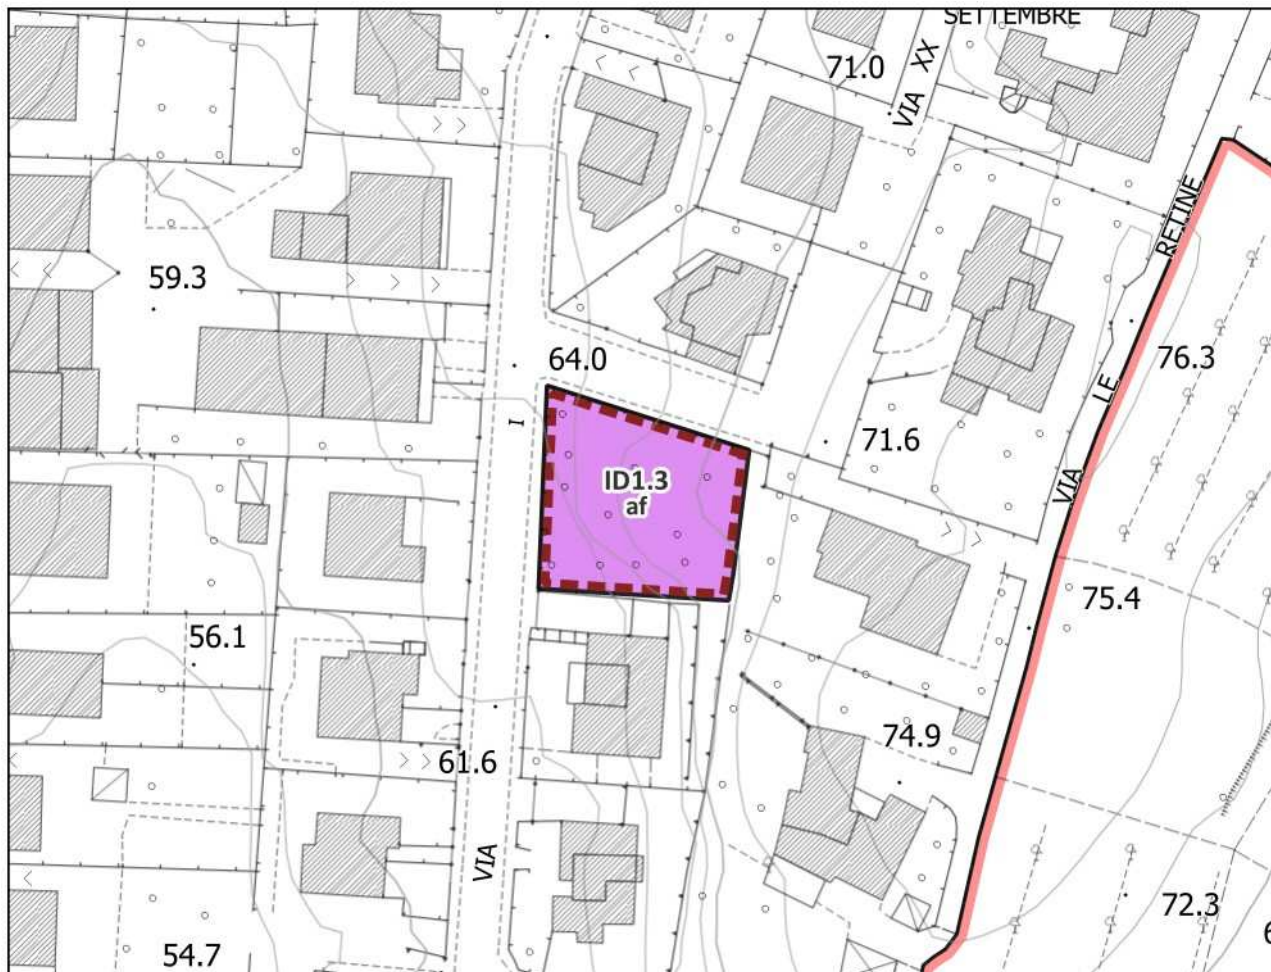 SETTEMBRE
71.0
VIA XX
VIA LE RETINE
59.3
64.0
76.3
I
71.6
ID1.3
af
75.4
56.1
74.9
61.6
VIA
72.3
54.7